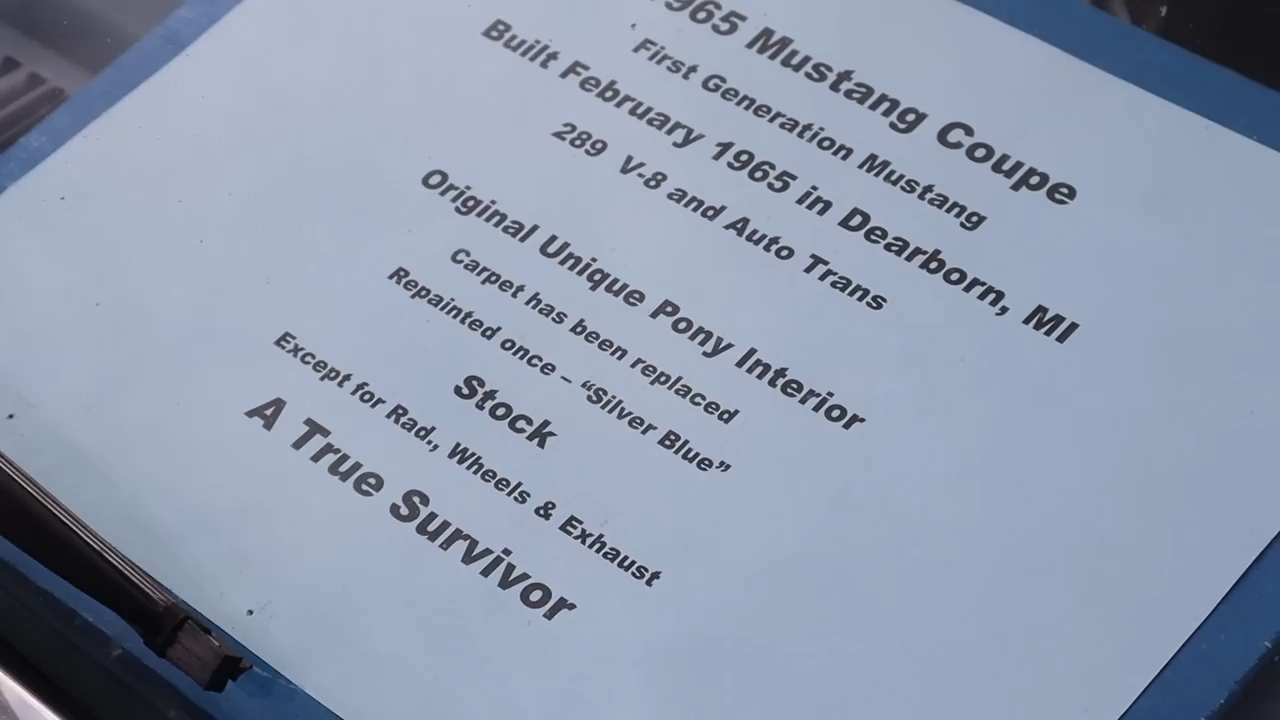 1965 Mustang Coupe
First Generation Mustang
Built February 1965 in Dearborn, MI
289 V-8 and Auto Trans
Original Unique Pony Interior
Carpet has been replaced
Repainted once – “Silver Blue”
Stock
Except for Rad., Wheels & Exhaust
A True Survivor